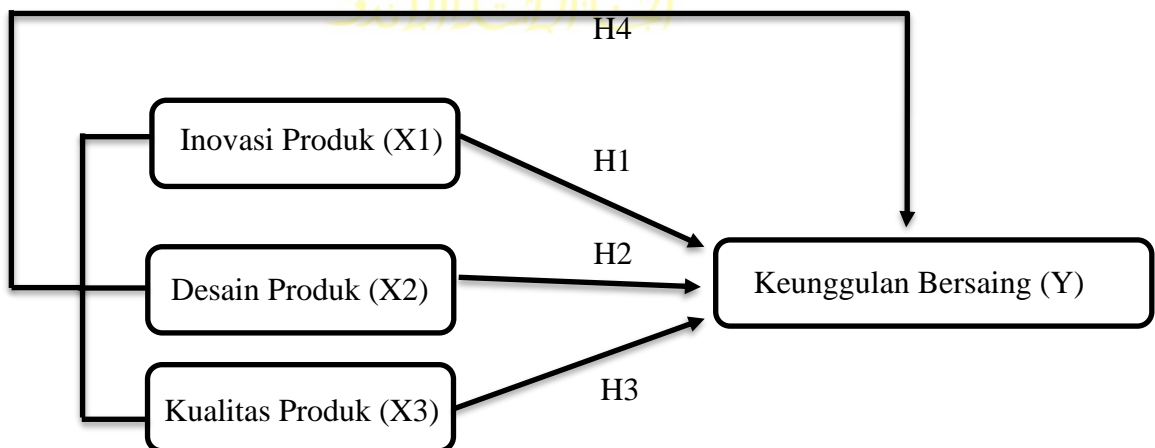 H4
Inovasi Produk (X1)
H1
H2
Desain Produk (X2)
Keunggulan Bersaing (Y)
H3
Kualitas Produk (X3)